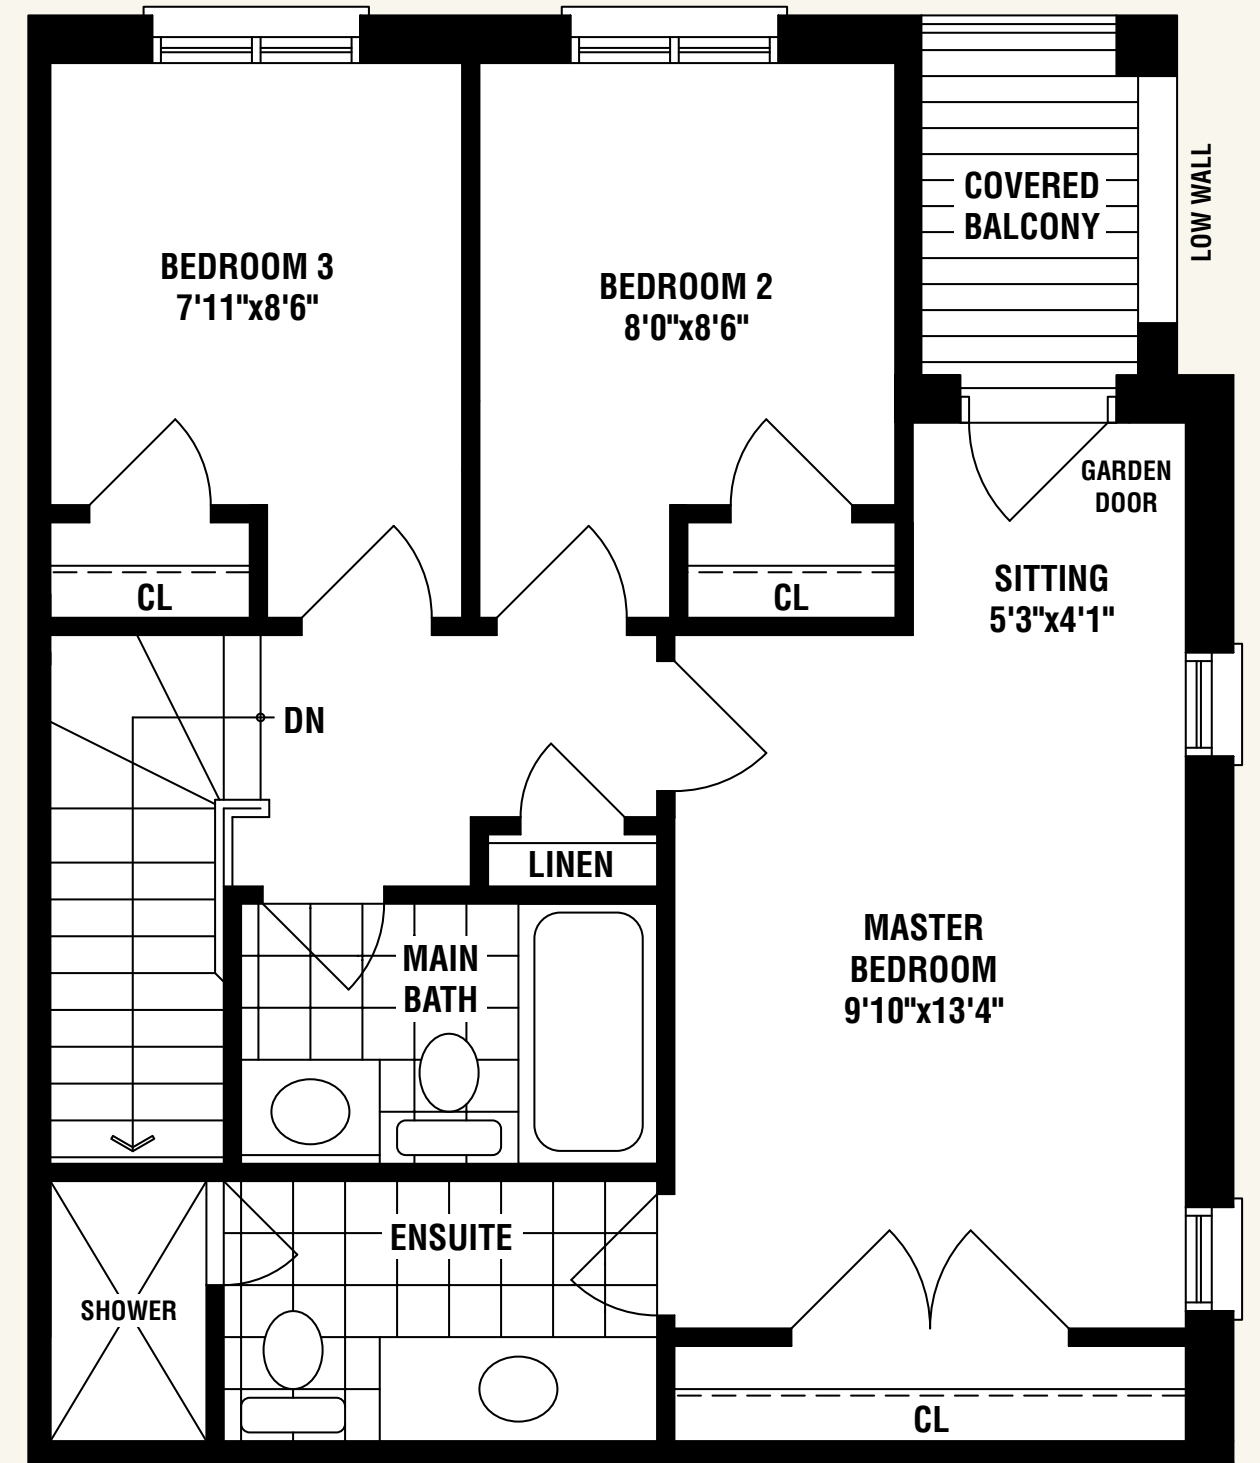 COVERED
BALCONY
LOW WALL
BEDROOM 3
7'11"x8'6"
BEDROOM 2
8'0"x8'6"
GARDEN
DOOR
SITTING
5'3"x4'1"
CL
CL
DN
LINEN
MAIN
BATH
MASTER
BEDROOM
9'10"x13'4"
ENSUITE
SHOWER
CL